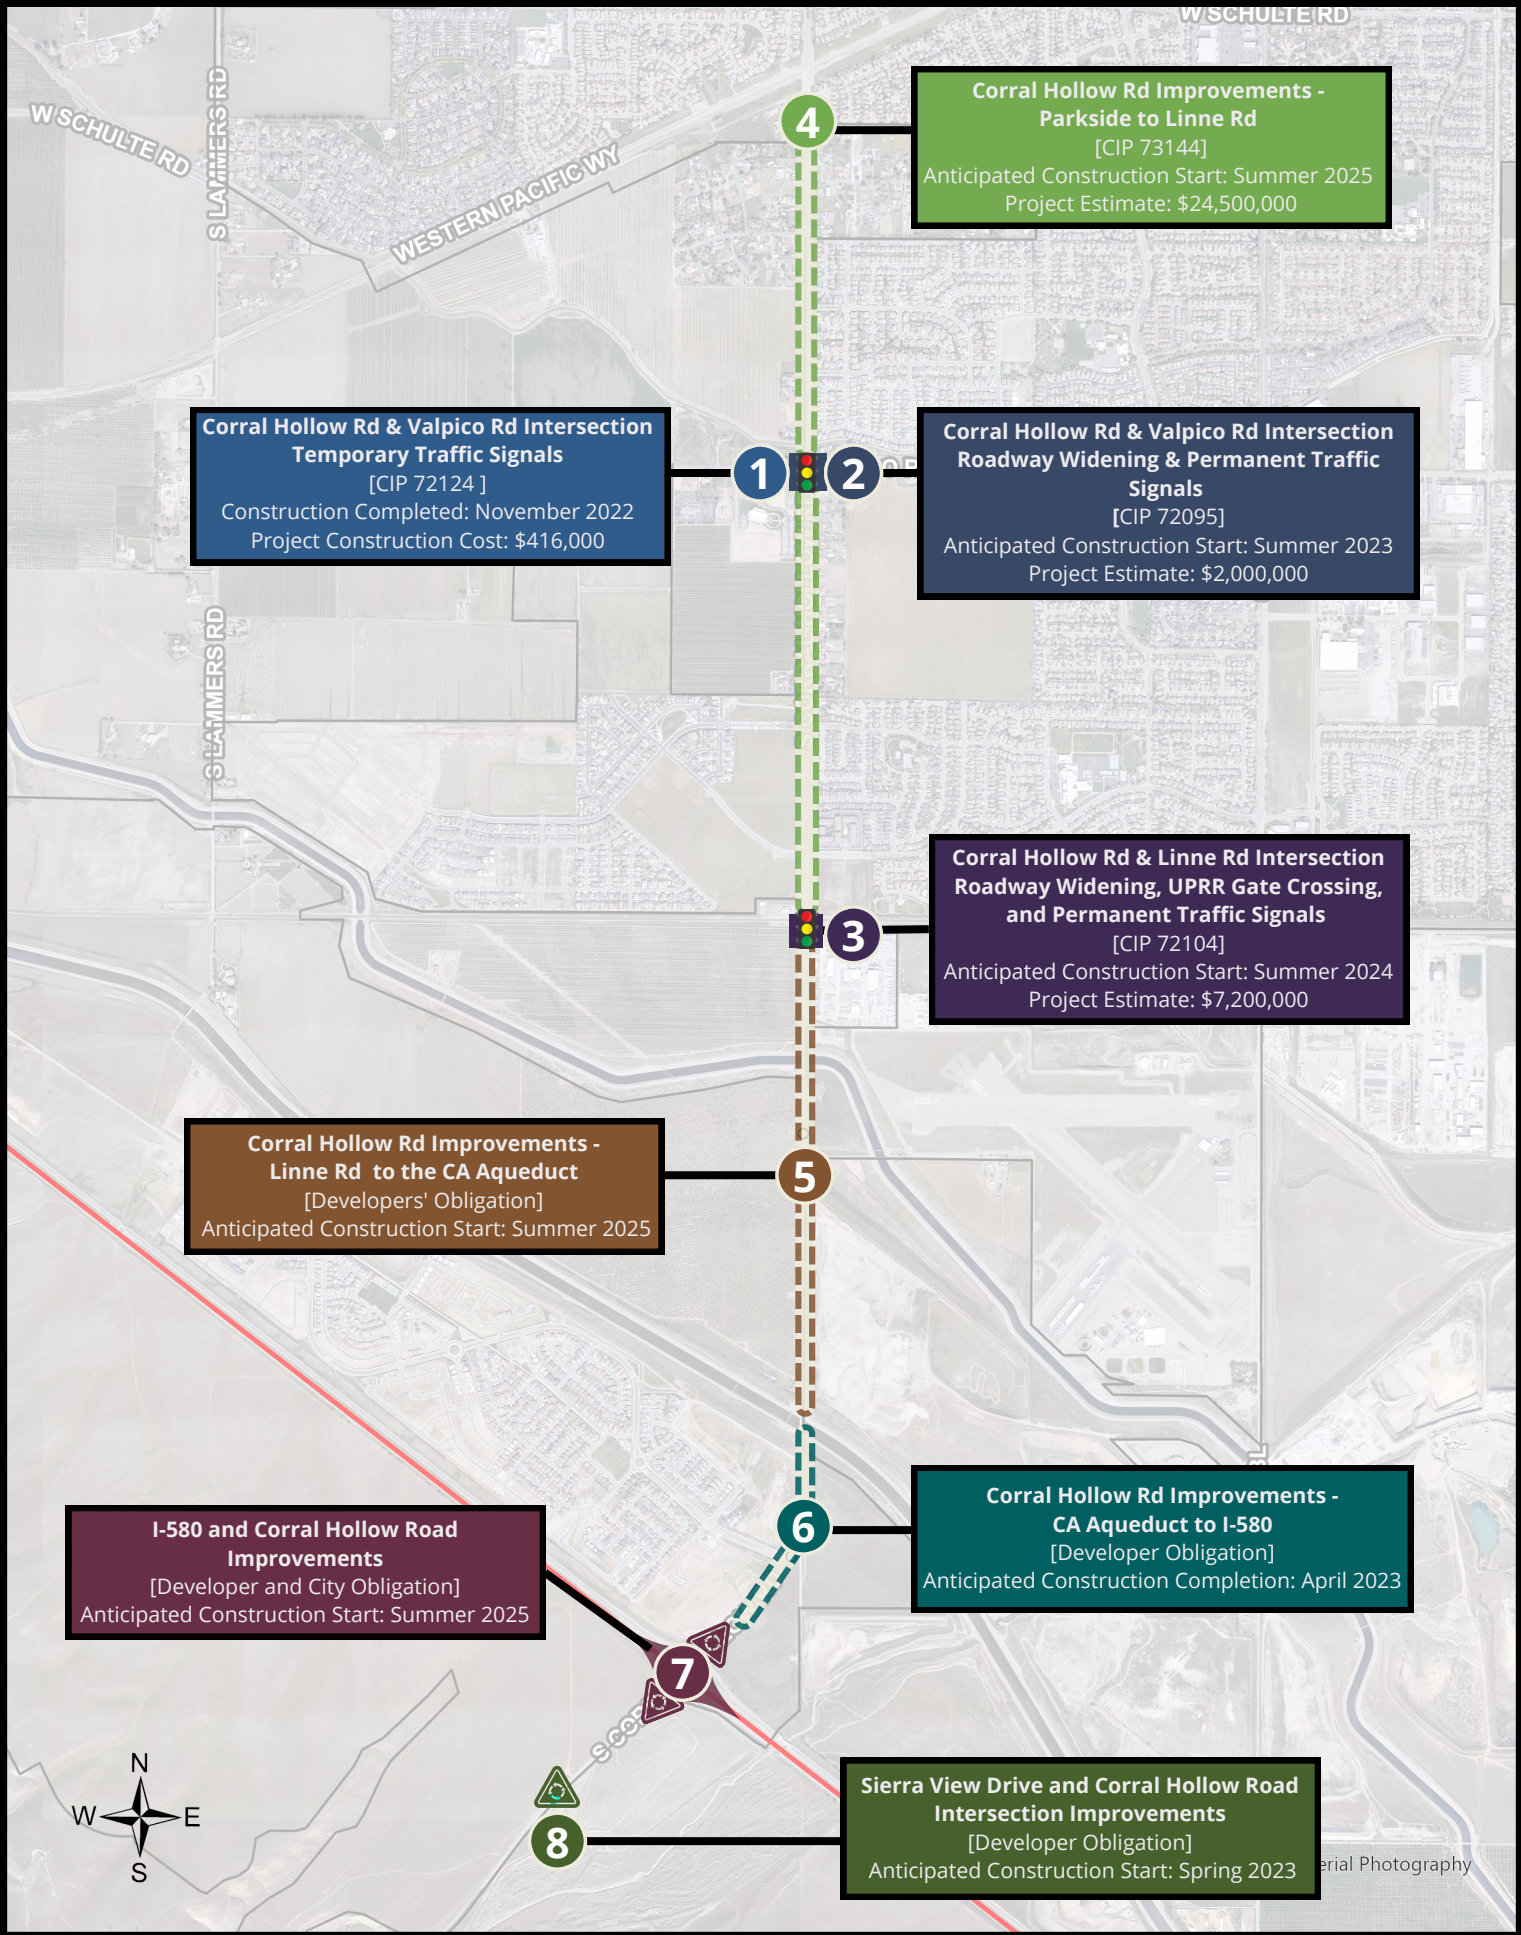 W SCHULTE RD
Corral Hollow Rd Improvements -
Parkside to Linne Rd
[CIP 73144]
Anticipated Construction Start: Summer 2025
Project Estimate: $24,500,000
4
W SCHULTE RD
S LAMMERS RD
WESTERN PACIFIC WY
Corral Hollow Rd & Valpico Rd Intersection
Temporary Traffic Signals
[CIP 72124 ]
Construction Completed: November 2022
Project Construction Cost: $416,000
1
2
Corral Hollow Rd & Valpico Rd Intersection
Roadway Widening & Permanent Traffic
Signals
[CIP 72095]
Anticipated Construction Start: Summer 2023
Project Estimate: $2,000,000
S LAMMERS RD
3
Corral Hollow Rd & Linne Rd Intersection
Roadway Widening, UPRR Gate Crossing,
and Permanent Traffic Signals
[CIP 72104]
Anticipated Construction Start: Summer 2024
Project Estimate: $7,200,000
Corral Hollow Rd Improvements -
Linne Rd  to the CA Aqueduct
[Developers' Obligation]
Anticipated Construction Start: Summer 2025
5
6
Corral Hollow Rd Improvements -
CA Aqueduct to I-580
[Developer Obligation]
Anticipated Construction Completion: April 2023
I-580 and Corral Hollow Road
Improvements
[Developer and City Obligation]
Anticipated Construction Start: Summer 2025
7
S COR
8
Sierra View Drive and Corral Hollow Road
Intersection Improvements
[Developer Obligation]
Anticipated Construction Start: Spring 2023
N
W E
S
erial Photography